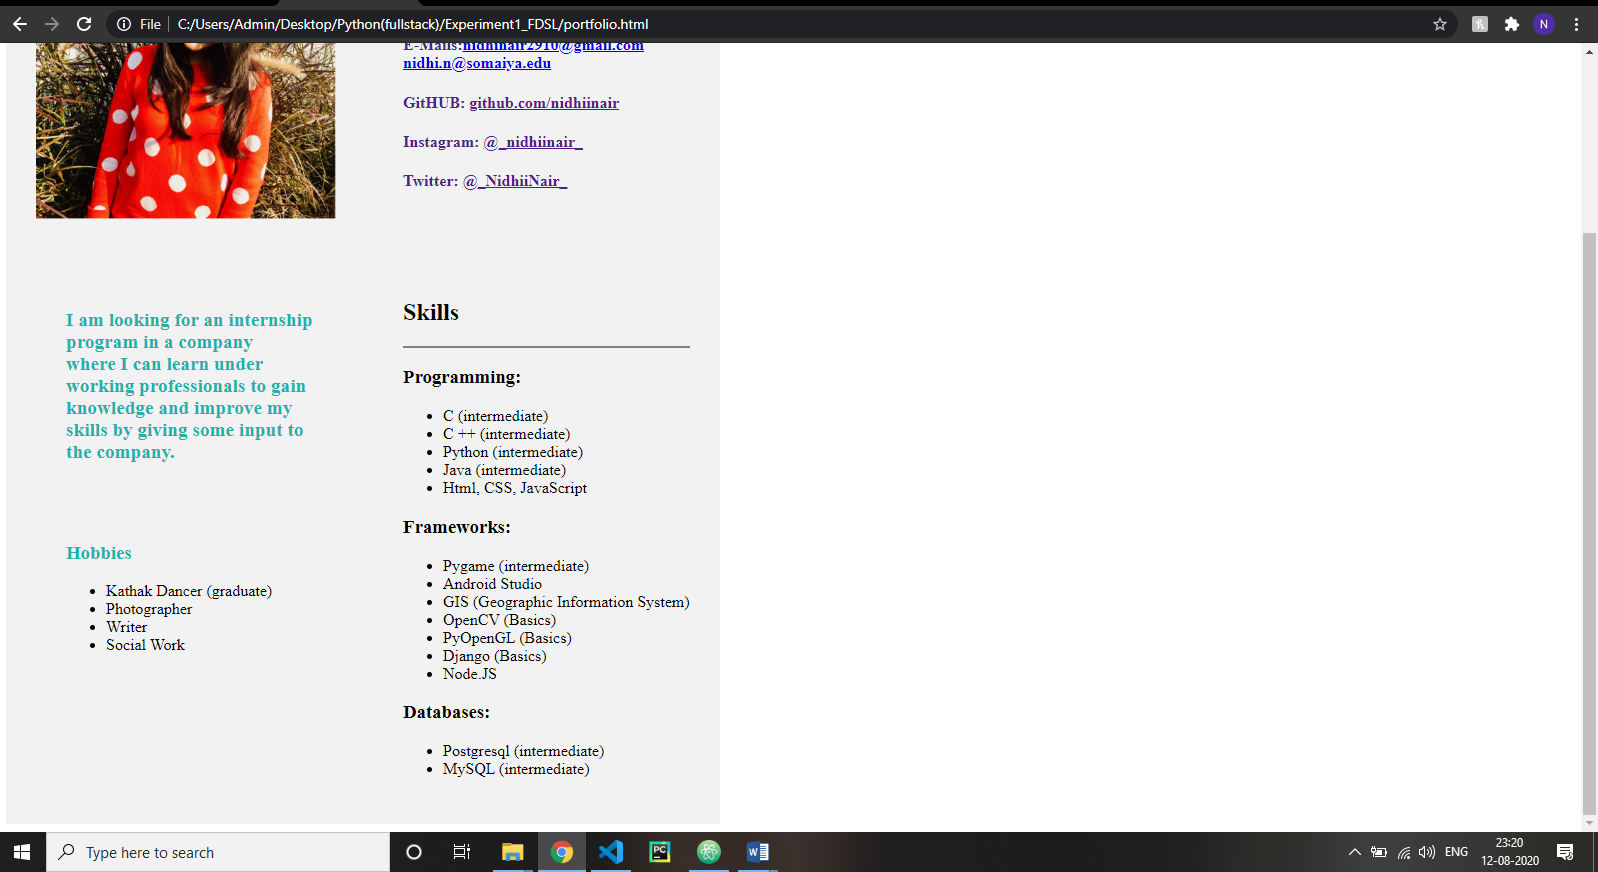 File
C:/Users/Admin/Desktop/Python(fullstack)/Experiment1_FDSL/portfolio.html
N
E-Mails:nidhinair2910@gmail.com
nidhi.n@somaiya.edu
GitHUB: github.com/nidhiinair
Instagram: @_nidhiinair_
Twitter: @_NidhiiNair_
I am looking for an internship
program in a company
where I can learn under
working professionals to gain
knowledge and improve my
skills by giving some input to
the company.
Hobbies
Kathak Dancer (graduate)
Photographer
Writer
Social Work
Skills
Programming:
C (intermediate)
C ++ (intermediate)
Python (intermediate)
Java (intermediate)
Html, CSS, JavaScript
Frameworks:
Pygame (intermediate)
Android Studio
GIS (Geographic Information System)
OpenCV (Basics)
PyOpenGL (Basics)
Django (Basics)
Node.JS
Databases:
Postgresql (intermediate)
MySQL (intermediate)
Type here to search
PC
W
ENG
23:20
12-08-2020